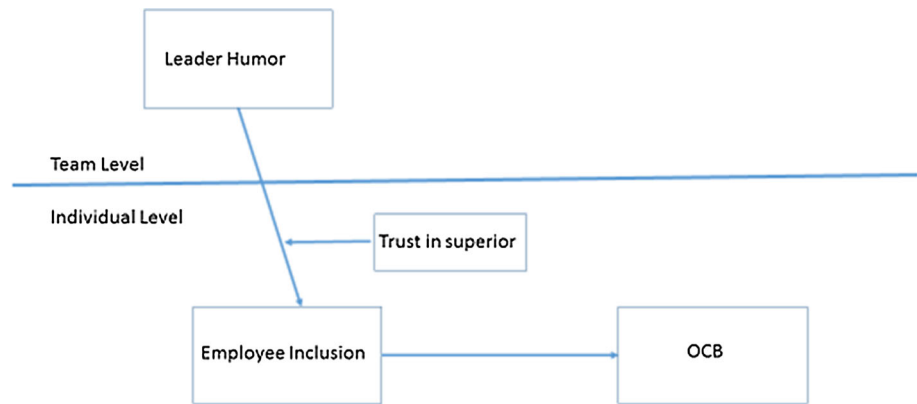 Leader Humor
Team Level
Individual Level
Trust in superior
Employee Inclusion
OCB